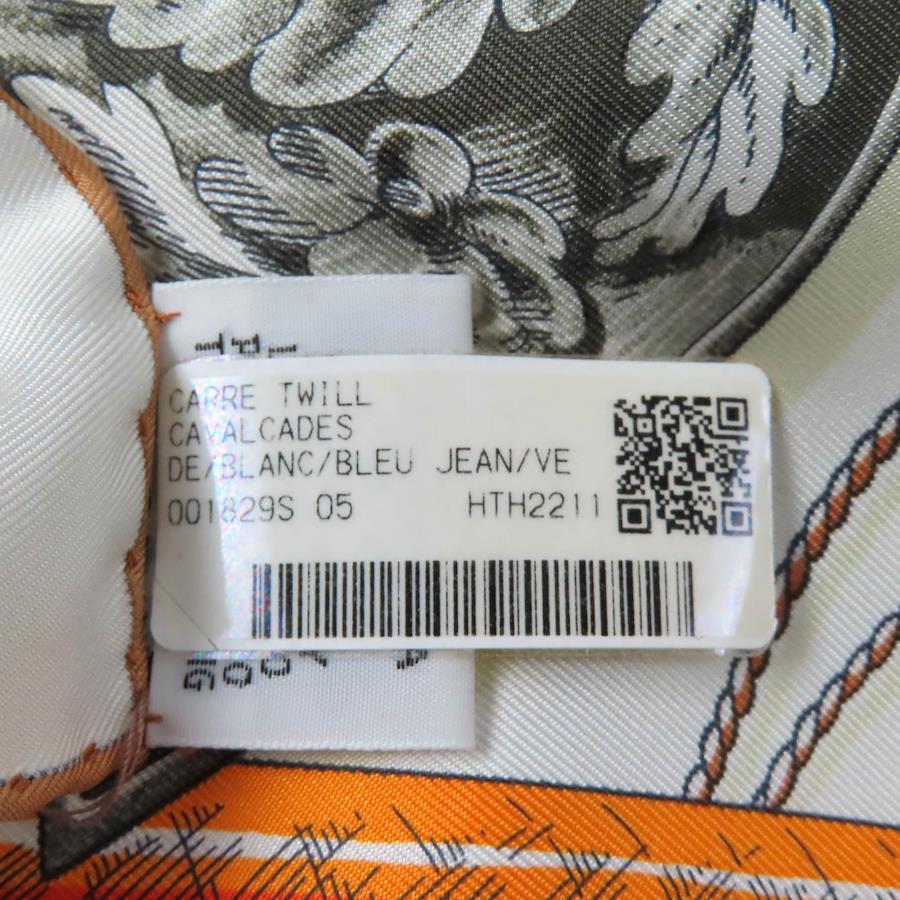 CARRE TWILL
CAVALCADES
DE/BLANC/BLEU JEAN/VE
001829S 05 HTH2211